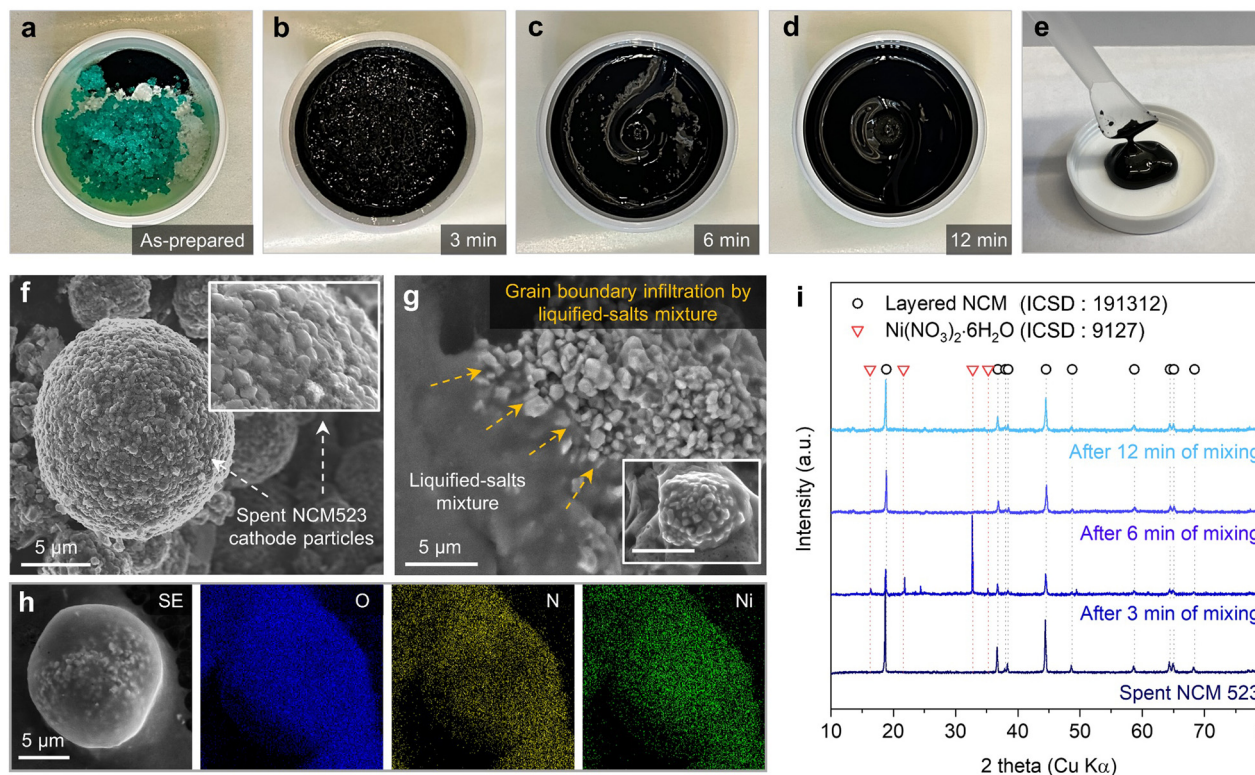 a
As-prepared
b
3 min
c
6 min
d
12 min
e
f
Spent NCM523
cathode particles
5 µm
g
Grain boundary infiltration by
liquified-salts mixture
Liquified-salts
mixture
5 µm
h
SE
5 µm
O
N
Ni
i
Layered NCM (ICSD : 191312)
Ni(NO₃)₂·6H₂O (ICSD : 9127)
After 12 min of mixing
After 6 min of mixing
After 3 min of mixing
Spent NCM 523
Intensity (a.u.)
10 20 30 40 50 60 70 80
2 theta (Cu Kα)